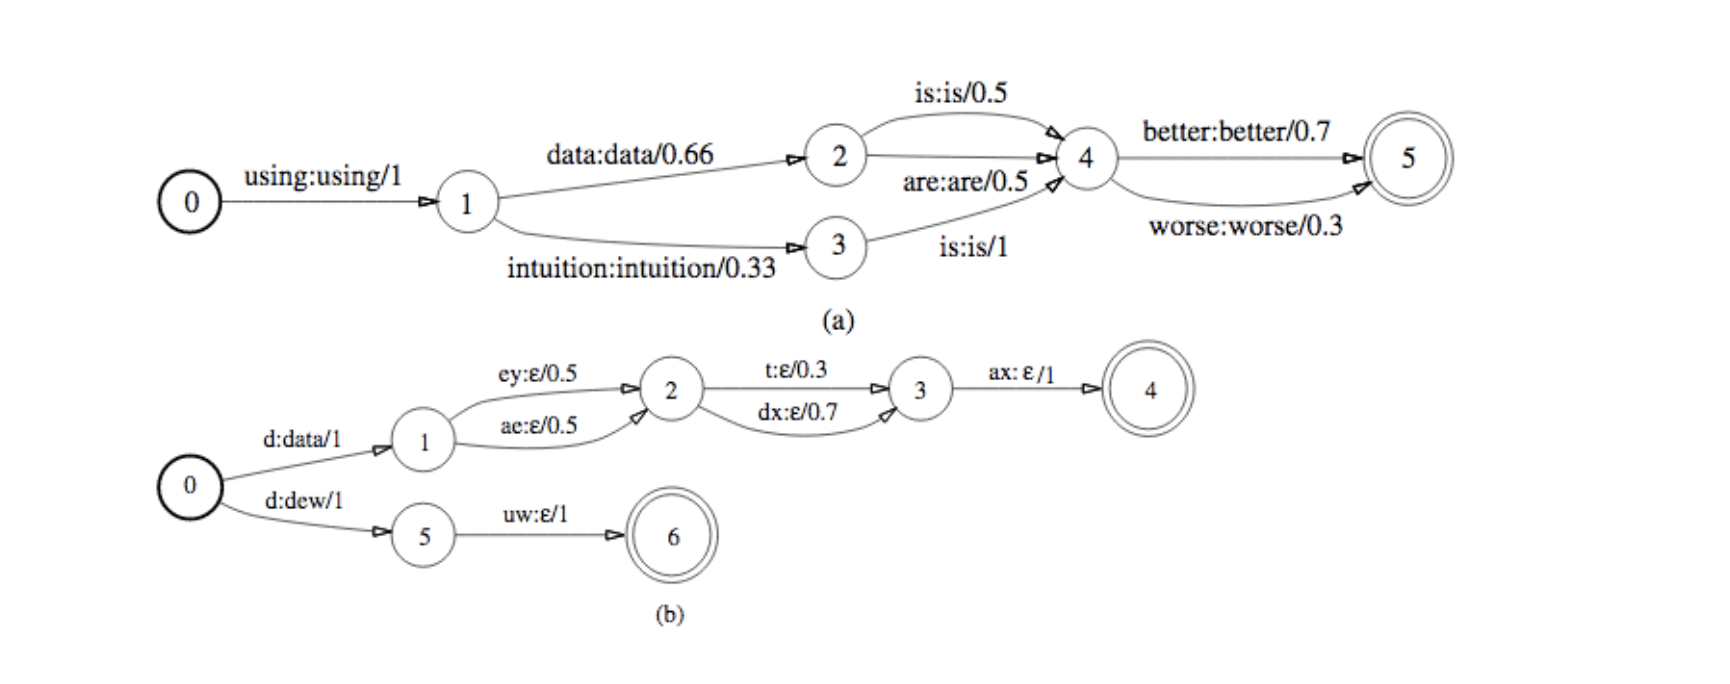 is:is/0.5
better:better/0.7
data:data/0.66
2
4
5
using:using/1
are:are/0.5
0
1
worse:worse/0.3
3
is:is/1
intuition:intuition/0.33
(a)
ey:ε/0.5
t:ε/0.3
ax: ε/1
2
3
4
ae:ε/0.5
dx:ε/0.7
d:data/1
1
0
d:dew/1
uw:ε/1
5
6
(b)